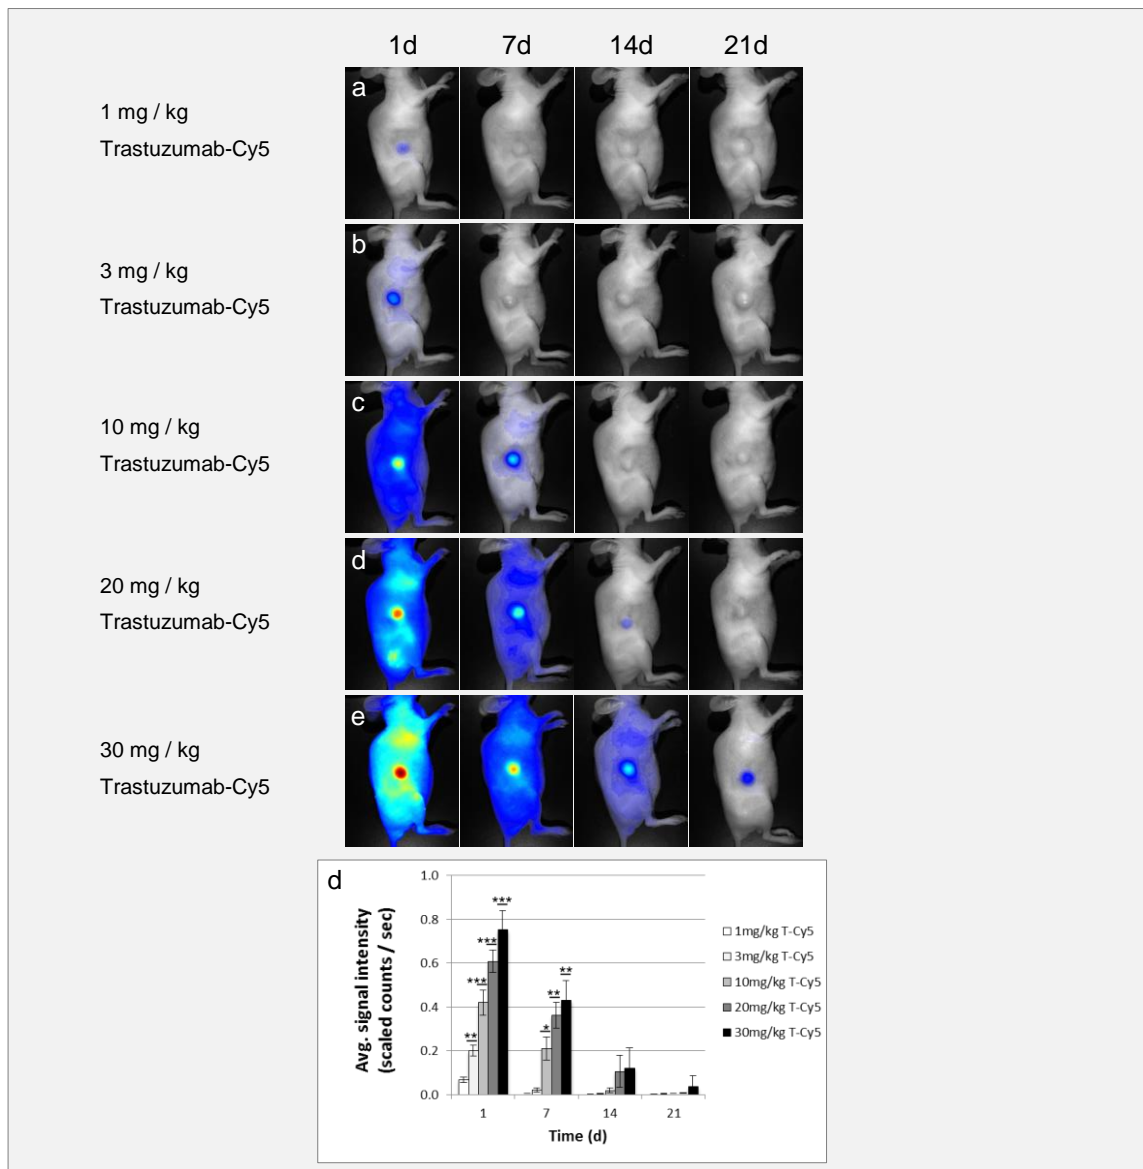 1d 7d 14d 21d
a
1 mg / kg
Trastuzumab-Cy5
b
3 mg / kg
Trastuzumab-Cy5
c
10 mg / kg
Trastuzumab-Cy5
d
20 mg / kg
Trastuzumab-Cy5
e
30 mg / kg
Trastuzumab-Cy5
d
Avg. signal intensity
(scaled counts / sec)
1.0
0.8
0.6
0.4
0.2
0.0
** *** *** ***
* ** **
1 7 14 21
Time (d)
1mg/kg T-Cy5
3mg/kg T-Cy5
10mg/kg T-Cy5
20mg/kg T-Cy5
30mg/kg T-Cy5